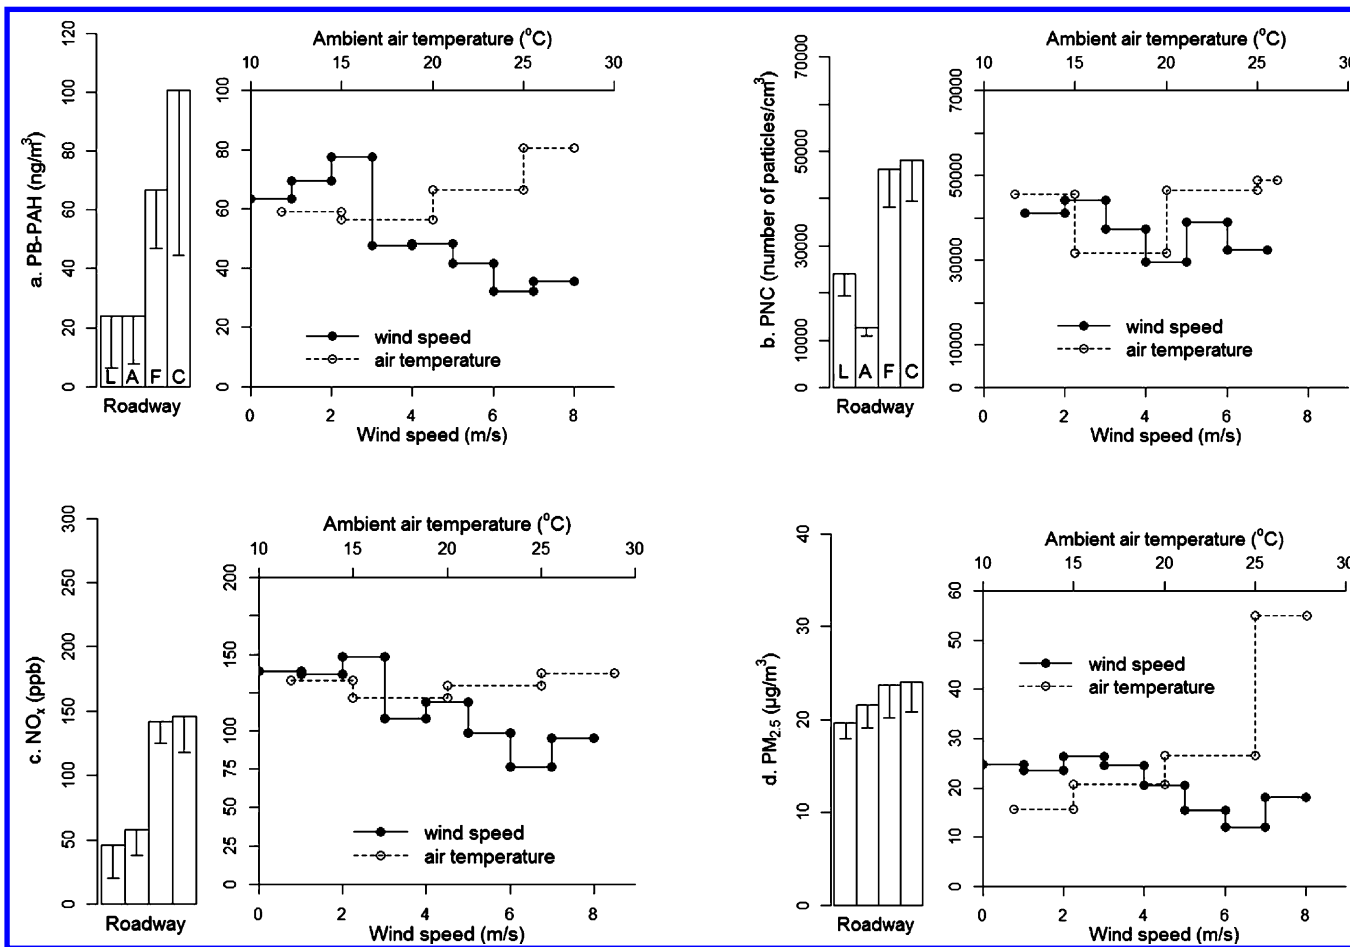 a. PB-PAH (ng/m³)
0 20 40 60 80 100 120
L A F C
Roadway
Ambient air temperature (°C)
10 15 20 25 30
0 20 40 60 80 100
wind speed
air temperature
0 2 4 6 8
Wind speed (m/s)
b. PNC (number of particles/cm³)
0 10000 30000 50000 70000
L A F C
Roadway
Ambient air temperature (°C)
10 15 20 25 30
0 10000 30000 50000 70000
wind speed
air temperature
0 2 4 6 8
Wind speed (m/s)
c. NOₓ (ppb)
0 50 100 150 200 250 300
Roadway
Ambient air temperature (°C)
10 15 20 25 30
0 25 50 75 100 150 200
wind speed
air temperature
0 2 4 6 8
Wind speed (m/s)
d. PM₂.₅ (µg/m³)
0 10 20 30 40
Roadway
Ambient air temperature (°C)
10 15 20 25 30
0 10 20 30 40 50 60
wind speed
air temperature
0 2 4 6 8
Wind speed (m/s)